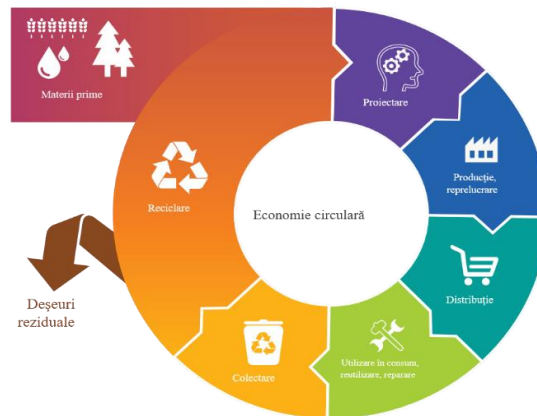 Materii prime
Proiectare
Producție,
reprelucrare
Distribuție
Utilizare în consum,
reutilizare, reparare
Colectare
Reciclare
Deșeuri
reziduale
Economie circulară